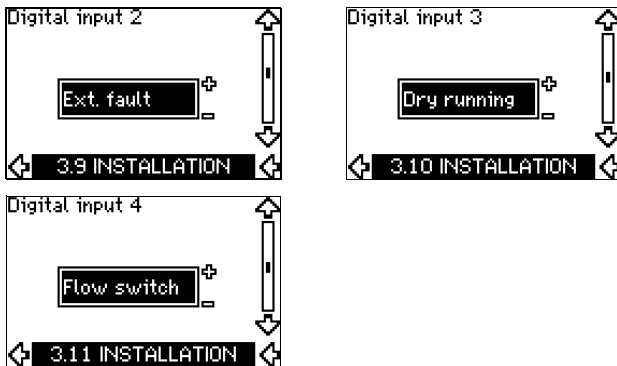 Digital input 2
Ext. fault
3.9 INSTALLATION
Digital input 3
Dry running
3.10 INSTALLATION
Digital input 4
Flow switch
3.11 INSTALLATION